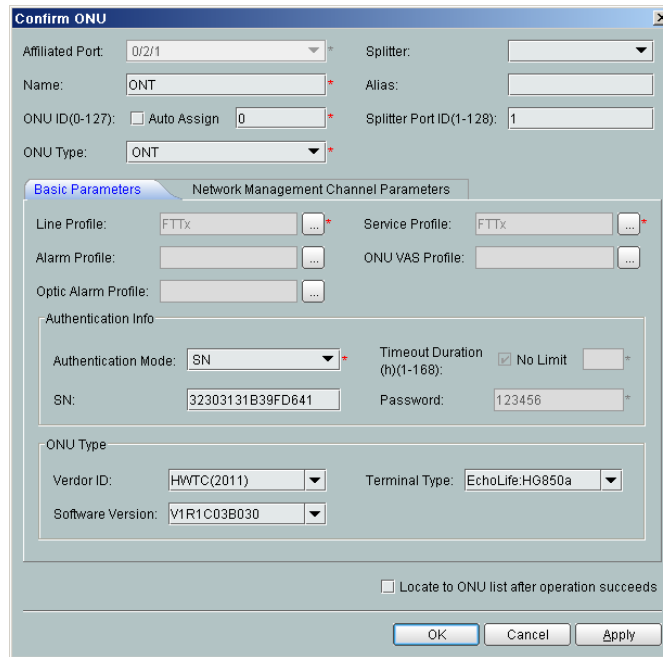 Confirm ONU
Affiliated Port: 0/2/1 * Splitter:
Name: ONT * Alias:
ONU ID(0-127): Auto Assign 0 * Splitter Port ID(1-128): 1
ONU Type: ONT *
Basic Parameters Network Management Channel Parameters
Line Profile: FTTx ... * Service Profile: FTTx ... *
Alarm Profile: ... ONU VAS Profile: ...
Optic Alarm Profile: ...
Authentication Info
Authentication Mode: SN * Timeout Duration (h)(1-168): No Limit *
SN: 32303131B39FD641 Password: 123456 *
ONU Type
Verdor ID: HWTC(2011) Terminal Type: EchoLife:HG850a
Software Version: V1R1C03B030
Locate to ONU list after operation succeeds
OK Cancel Apply